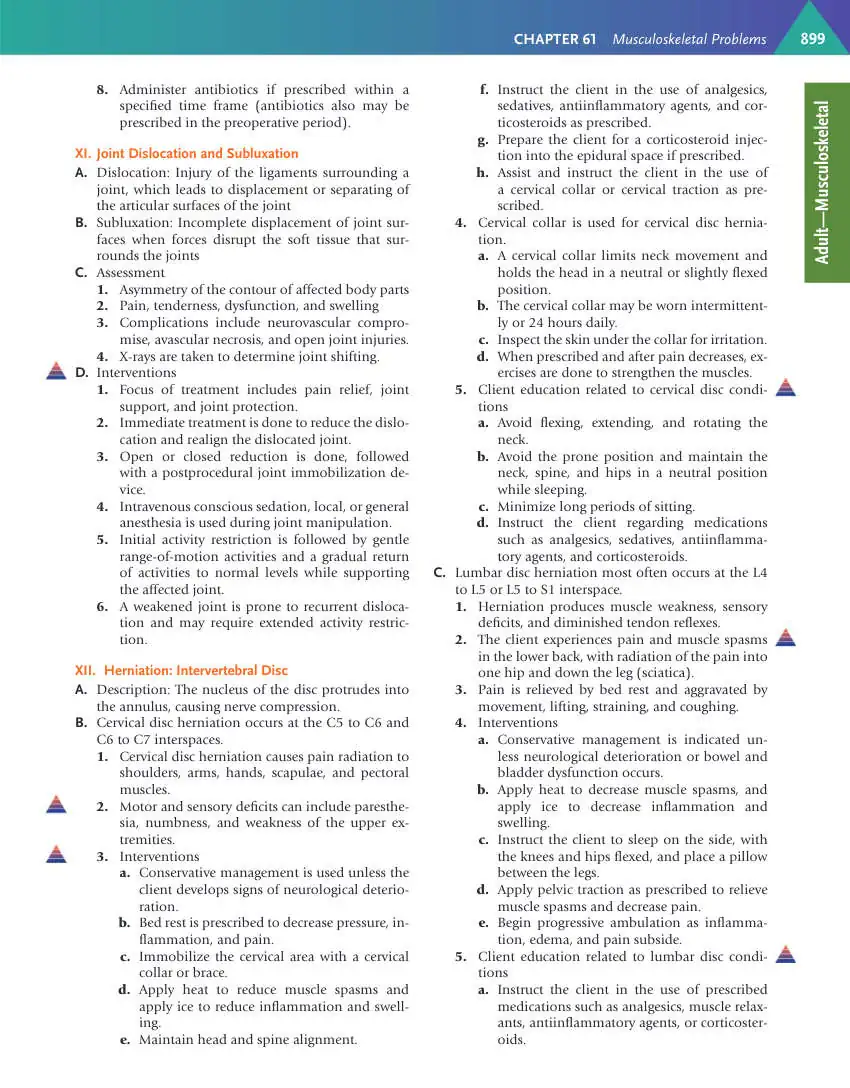 CHAPTER 61 Musculoskeletal Problems 899
8. Administer antibiotics if prescribed within a
specified time frame (antibiotics also may be
prescribed in the preoperative period).
XI. Joint Dislocation and Subluxation
A. Dislocation: Injury of the ligaments surrounding a
joint, which leads to displacement or separating of
the articular surfaces of the joint
B. Subluxation: Incomplete displacement of joint sur-
faces when forces disrupt the soft tissue that sur-
rounds the joints
C. Assessment
1. Asymmetry of the contour of affected body parts
2. Pain, tenderness, dysfunction, and swelling
3. Complications include neurovascular compro-
mise, avascular necrosis, and open joint injuries.
4. X-rays are taken to determine joint shifting.
D. Interventions
1. Focus of treatment includes pain relief, joint
support, and joint protection.
2. Immediate treatment is done to reduce the dislo-
cation and realign the dislocated joint.
3. Open or closed reduction is done, followed
with a postprocedural joint immobilization de-
vice.
4. Intravenous conscious sedation, local, or general
anesthesia is used during joint manipulation.
5. Initial activity restriction is followed by gentle
range-of-motion activities and a gradual return
of activities to normal levels while supporting
the affected joint.
6. A weakened joint is prone to recurrent disloca-
tion and may require extended activity restric-
tion.
XII. Herniation: Intervertebral Disc
A. Description: The nucleus of the disc protrudes into
the annulus, causing nerve compression.
B. Cervical disc herniation occurs at the C5 to C6 and
C6 to C7 interspaces.
1. Cervical disc herniation causes pain radiation to
shoulders, arms, hands, scapulae, and pectoral
muscles.
2. Motor and sensory deficits can include paresthe-
sia, numbness, and weakness of the upper ex-
tremities.
3. Interventions
a. Conservative management is used unless the
client develops signs of neurological deterio-
ration.
b. Bed rest is prescribed to decrease pressure, in-
flammation, and pain.
c. Immobilize the cervical area with a cervical
collar or brace.
d. Apply heat to reduce muscle spasms and
apply ice to reduce inflammation and swell-
ing.
e. Maintain head and spine alignment.
f. Instruct the client in the use of analgesics,
sedatives, antiinflammatory agents, and cor-
ticosteroids as prescribed.
g. Prepare the client for a corticosteroid injec-
tion into the epidural space if prescribed.
h. Assist and instruct the client in the use of
a cervical collar or cervical traction as pre-
scribed.
4. Cervical collar is used for cervical disc hernia-
tion.
a. A cervical collar limits neck movement and
holds the head in a neutral or slightly flexed
position.
b. The cervical collar may be worn intermittent-
ly or 24 hours daily.
c. Inspect the skin under the collar for irritation.
d. When prescribed and after pain decreases, ex-
ercises are done to strengthen the muscles.
5. Client education related to cervical disc condi-
tions
a. Avoid flexing, extending, and rotating the
neck.
b. Avoid the prone position and maintain the
neck, spine, and hips in a neutral position
while sleeping.
c. Minimize long periods of sitting.
d. Instruct the client regarding medications
such as analgesics, sedatives, antiinflamma-
tory agents, and corticosteroids.
C. Lumbar disc herniation most often occurs at the L4
to L5 or L5 to S1 interspace.
1. Herniation produces muscle weakness, sensory
deficits, and diminished tendon reflexes.
2. The client experiences pain and muscle spasms
in the lower back, with radiation of the pain into
one hip and down the leg (sciatica).
3. Pain is relieved by bed rest and aggravated by
movement, lifting, straining, and coughing.
4. Interventions
a. Conservative management is indicated un-
less neurological deterioration or bowel and
bladder dysfunction occurs.
b. Apply heat to decrease muscle spasms, and
apply ice to decrease inflammation and
swelling.
c. Instruct the client to sleep on the side, with
the knees and hips flexed, and place a pillow
between the legs.
d. Apply pelvic traction as prescribed to relieve
muscle spasms and decrease pain.
e. Begin progressive ambulation as inflamma-
tion, edema, and pain subside.
5. Client education related to lumbar disc condi-
tions
a. Instruct the client in the use of prescribed
medications such as analgesics, muscle relax-
ants, antiinflammatory agents, or corticoster-
oids.
Adult—Musculoskeletal